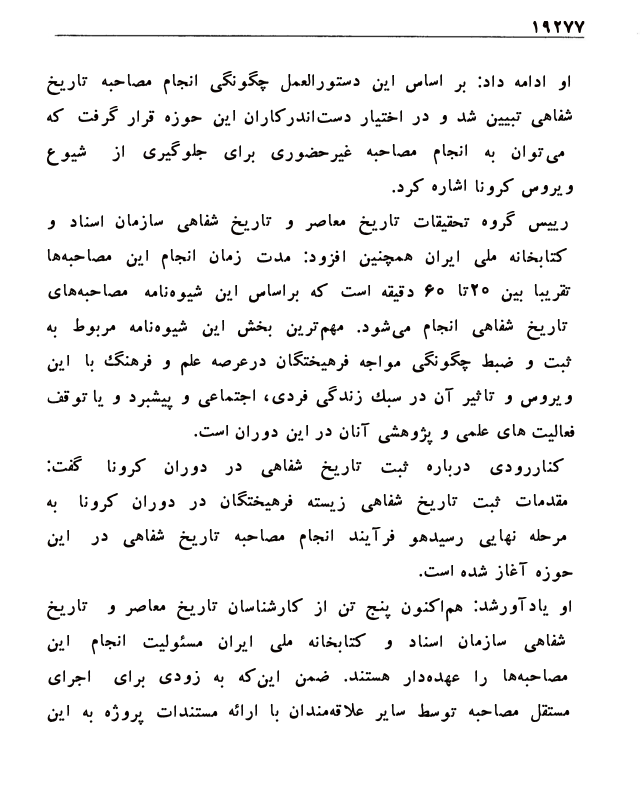 ۱۹۲۷۷
او ادامه داد: بر اساس این دستورالعمل چگونگی انجام مصاحبه تاریخ
شفاهی تبیین شد و در اختیار دست‌اندرکاران این حوزه قرار گرفت که
می‌توان به انجام مصاحبه غیرحضوری برای جلوگیری از شیوع
ویروس کرونا اشاره کرد.
رییس گروه تحقیقات تاریخ معاصر و تاریخ شفاهی سازمان اسناد و
کتابخانه ملی ایران همچنین افزود: مدت زمان انجام این مصاحبه‌ها
تقریبا بین ۲۰تا ۶۰ دقیقه است که براساس این شیوه‌نامه مصاحبه‌های
تاریخ شفاهی انجام می‌شود. مهم‌ترین بخش این شیوه‌نامه مربوط به
ثبت و ضبط چگونگی مواجه فرهیختگان درعرصه علم و فرهنگ با این
ویروس و تاثیر آن در سبک زندگی فردی، اجتماعی و پیشبرد و یا توقف
فعالیت های علمی و پژوهشی آنان در این دوران است.
کناررودی درباره ثبت تاریخ شفاهی در دوران کرونا گفت:
مقدمات ثبت تاریخ شفاهی زیسته فرهیختگان در دوران کرونا به
مرحله نهایی رسیدهو فرآیند انجام مصاحبه تاریخ شفاهی در این
حوزه آغاز شده است.
او یادآورشد: هم‌اکنون پنج تن از کارشناسان تاریخ معاصر و تاریخ
شفاهی سازمان اسناد و کتابخانه ملی ایران مسئولیت انجام این
مصاحبه‌ها را عهده‌دار هستند. ضمن این‌که به زودی برای اجرای
مستقل مصاحبه توسط سایر علاقه‌مندان با ارائه مستندات پروژه به این